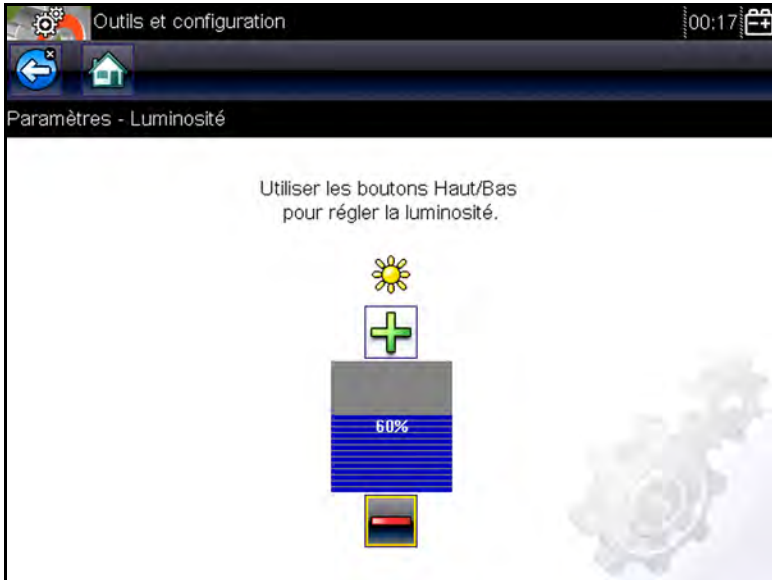 Outils et configuration
00:17
Paramètres - Luminosité
Utiliser les boutons Haut/Bas
pour régler la luminosité.
60%